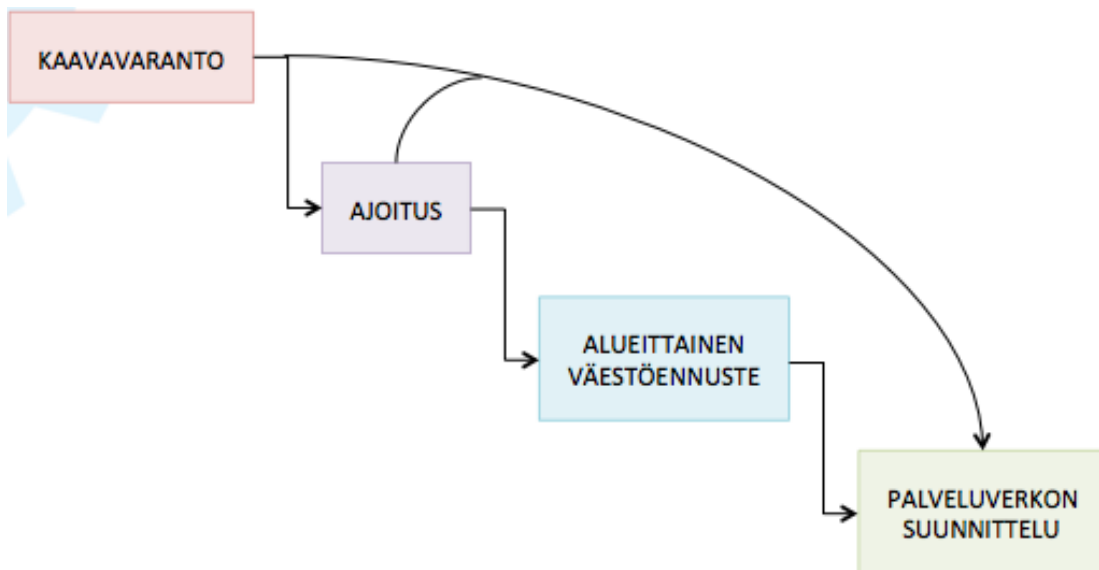 KAAVAVARANTO
AJOITUS
ALUEITTAINEN
VÄESTÖENNUSTE
PALVELUVERKON
SUUNNITTELU